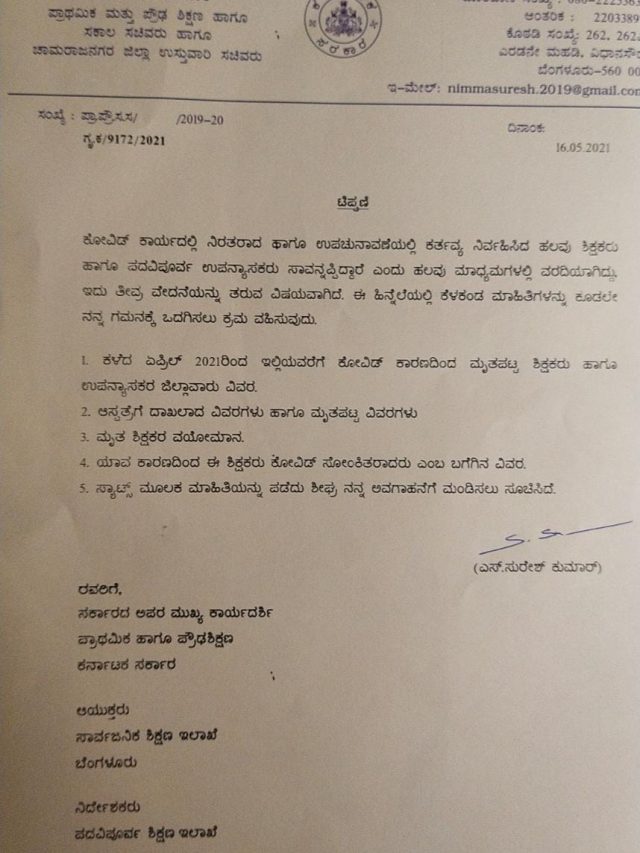 ಪ್ರಾಥಮಿಕ ಮತ್ತು ಪ್ರೌಢ ಶಿಕ್ಷಣ ಹಾಗೂ
ಸಕಾಲ ಸಚಿವರು ಹಾಗೂ
ಚಾಮರಾಜನಗರ ಜಿಲ್ಲಾ ಉಸ್ತುವಾರಿ ಸಚಿವರು
ಸರಕಾರ
ಆಂತರಿಕ : 2203389
ಕೊಠಡಿ ಸಂಖ್ಯೆ: 262, 262
ಎರಡನೇ ಮಹಡಿ, ವಿಧಾನಸೌ
ಬೆಂಗಳೂರು-560 00
ಇ-ಮೇಲ್: nimmasuresh.2019@gmail.com
ಸಂಖ್ಯೆ : ಪ್ರಾಪ್ರೌಸ.ಸ/ /2019-20
ಗೃ.ಕ/9172/2021
ದಿನಾಂಕ:
16.05.2021
ಟಿಪ್ಪಣಿ
ಕೋವಿಡ್ ಕಾರ್ಯದಲ್ಲಿ ನಿರತರಾದ ಹಾಗೂ ಉಪಚುನಾವಣೆಯಲ್ಲಿ ಕರ್ತವ್ಯ ನಿರ್ವಹಿಸಿದ ಹಲವು ಶಿಕ್ಷಕರು
ಹಾಗೂ ಪದವಿಪೂರ್ವ ಉಪನ್ಯಾಸಕರು ಸಾವನ್ನಪ್ಪಿದ್ದಾರೆ ಎಂದು ಹಲವು ಮಾಧ್ಯಮಗಳಲ್ಲಿ ವರದಿಯಾಗಿದ್ದು,
ಇದು ತೀವ್ರ ವೇದನೆಯನ್ನು ತರುವ ವಿಷಯವಾಗಿದೆ. ಈ ಹಿನ್ನೆಲೆಯಲ್ಲಿ ಕೆಳಕಂಡ ಮಾಹಿತಿಗಳನ್ನು ಕೂಡಲೇ
ನನ್ನ ಗಮನಕ್ಕೆ ಒದಗಿಸಲು ಕ್ರಮ ವಹಿಸುವುದು.
1. ಕಳೆದ ಏಪ್ರಿಲ್ 2021ರಿಂದ ಇಲ್ಲಿಯವರೆಗೆ ಕೋವಿಡ್ ಕಾರಣದಿಂದ ಮೃತಪಟ್ಟ ಶಿಕ್ಷಕರು ಹಾಗೂ
ಉಪನ್ಯಾಸಕರ ಜಿಲ್ಲಾವಾರು ವಿವರ.
2. ಆಸ್ಪತ್ರೆಗೆ ದಾಖಲಾದ ವಿವರಗಳು ಹಾಗೂ ಮೃತಪಟ್ಟ ವಿವರಗಳು
3. ಮೃತ ಶಿಕ್ಷಕರ ವಯೋಮಾನ.
4. ಯಾವ ಕಾರಣದಿಂದ ಈ ಶಿಕ್ಷಕರು ಕೋವಿಡ್ ಸೋಂಕಿತರಾದರು ಎಂಬ ಬಗೆಗಿನ ವಿವರ.
5. ಸ್ಯಾಟ್ಸ್ ಮೂಲಕ ಮಾಹಿತಿಯನ್ನು ಪಡೆದು ಶೀಘ್ರ ನನ್ನ ಅವಗಾಹನೆಗೆ ಮಂಡಿಸಲು ಸೂಚಿಸಿದೆ.
(ಎಸ್.ಸುರೇಶ್ ಕುಮಾರ್)
ರವರಿಗೆ,
ಸರ್ಕಾರದ ಅಪರ ಮುಖ್ಯ ಕಾರ್ಯದರ್ಶಿ
ಪ್ರಾಥಮಿಕ ಹಾಗೂ ಪ್ರೌಢಶಿಕ್ಷಣ
ಕರ್ನಾಟಕ ಸರ್ಕಾರ
ಆಯುಕ್ತರು
ಸಾರ್ವಜನಿಕ ಶಿಕ್ಷಣ ಇಲಾಖೆ
ಬೆಂಗಳೂರು
ನಿರ್ದೇಶಕರು
ಪದವಿಪೂರ್ವ ಶಿಕ್ಷಣ ಇಲಾಖೆ